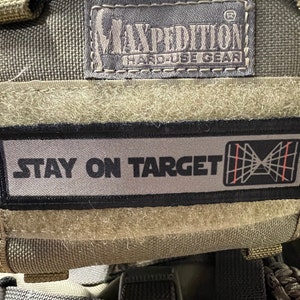 MAXPEDITION
HARD-USE GEAR
STAY ON TARGET